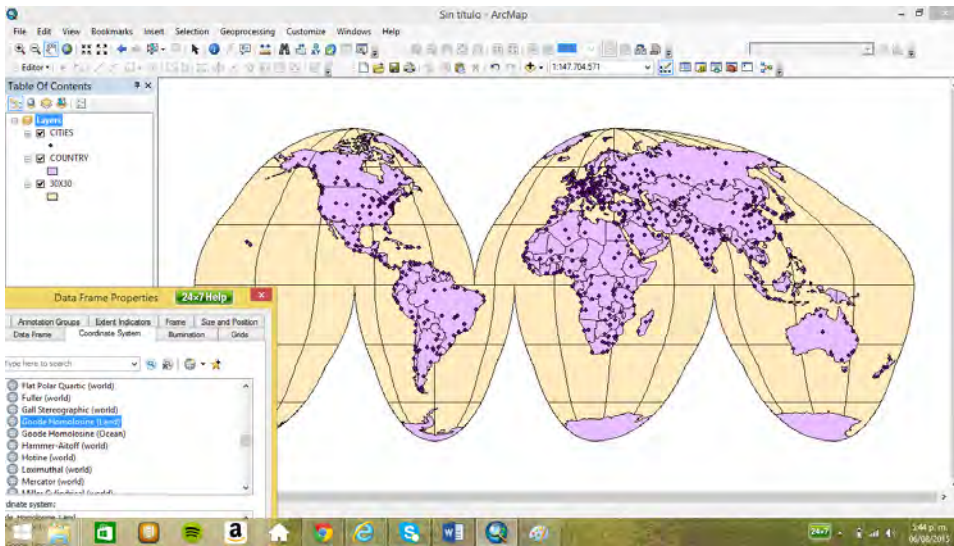 Sin título - ArcMap
File Edit View Bookmarks Insert Selection Geoprocessing Customize Windows Help
Editor
1:147.704.571
Table Of Contents
Layers
CITIES
COUNTRY
30X30
Data Frame Properties
24×7 Help
Annotation Groups Extent Indicators Frame Size and Position
Data Frame Coordinate System Illumination Grids
Type here to search
Flat Polar Quartic (world)
Fuller (world)
Gall Stereographic (world)
Goode Homolosine (Land)
Goode Homolosine (Ocean)
Hammer-Aitoff (world)
Hotine (world)
Loximuthal (world)
Mercator (world)
Miller Cylindrical (world)
dinate system:
a
24×7
5:44 p. m.
06/08/2015